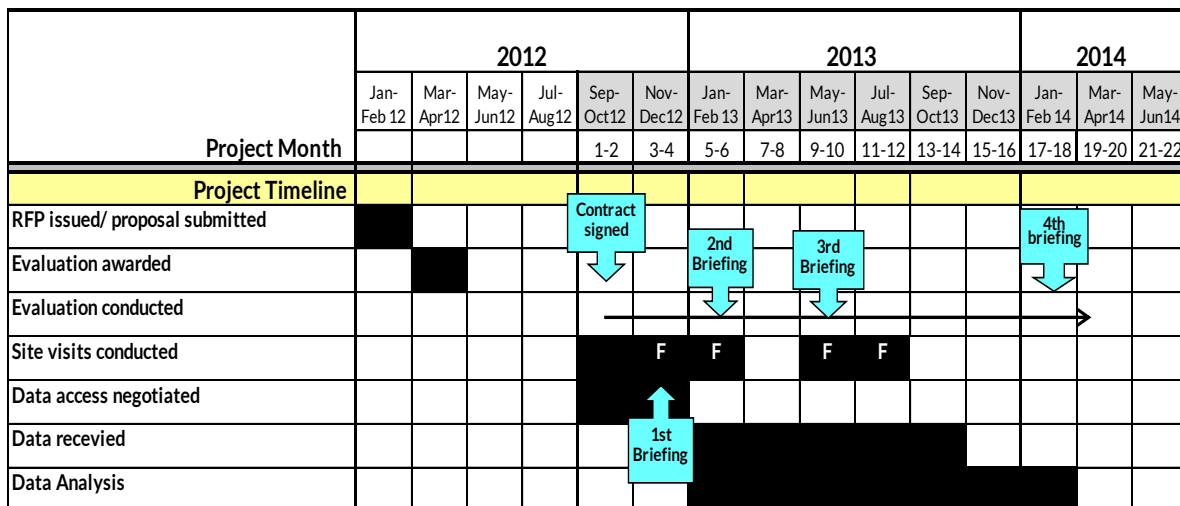 2012 2013 2014
Jan- Mar- May- Jul- Sep- Nov- Jan- Mar- May- Jul- Sep- Nov- Jan- Mar- May-
Feb 12 Apr12 Jun12 Aug12 Oct12 Dec12 Feb 13 Apr13 Jun13 Aug13 Oct13 Dec13 Feb 14 Apr14 Jun14
Project Month 1-2 3-4 5-6 7-8 9-10 11-12 13-14 15-16 17-18 19-20 21-22
Project Timeline
RFP issued/ proposal submitted
Contract
signed
2nd
Briefing
3rd
Briefing
4th
briefing
Evaluation awarded
Evaluation conducted
Site visits conducted F F F F
Data access negotiated
1st
Briefing
Data recevied
Data Analysis